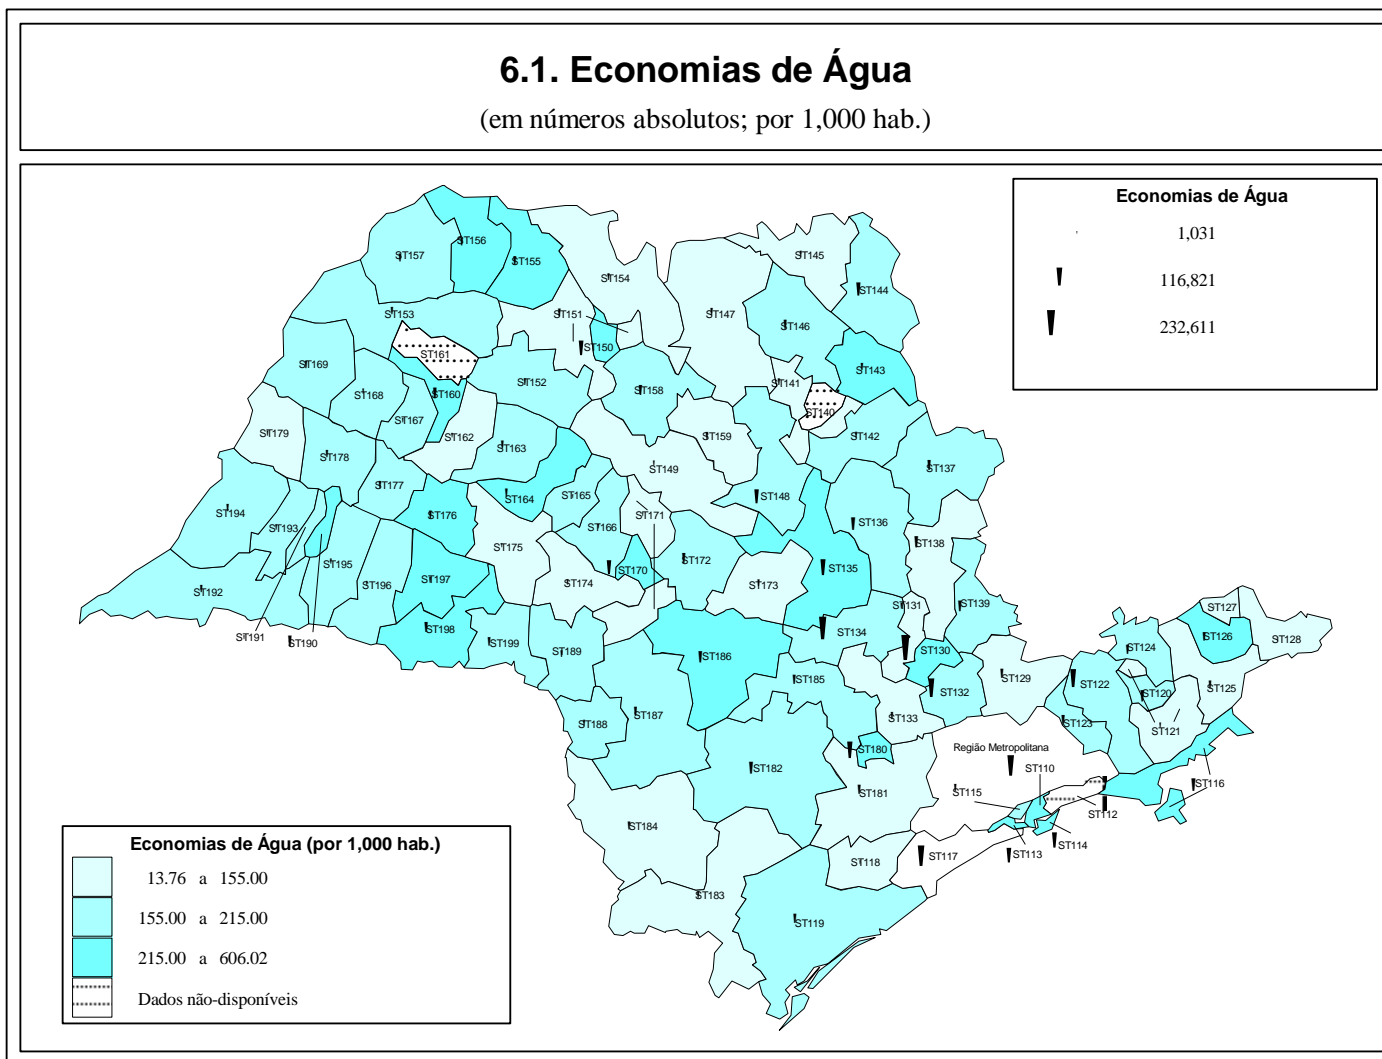 6.1. Economias de Água
(em números absolutos; por 1,000 hab.)
Economias de Água
1,031
116,821
232,611
ST156
ST157
ST155
ST154
ST145
ST144
ST153
ST151
ST147
ST146
ST161
ST150
ST169
ST152
ST143
ST168
ST160
ST158
ST141
ST140
ST167
ST179
ST162
ST163
ST159
ST142
ST178
ST149
ST137
ST177
ST164
ST165
ST148
ST194
ST193
ST176
ST166
ST171
ST136
ST138
ST175
ST195
ST170
ST172
ST135
ST192
ST196
ST197
ST174
ST173
ST131
ST139
ST127
ST191
ST190
ST198
ST199
ST134
ST126
ST128
ST189
ST186
ST130
ST124
ST185
ST132
ST129
ST122
ST120
ST125
ST188
ST187
ST133
ST123
ST121
ST180
Região Metropolitana
ST182
ST110
ST181
ST115
ST116
ST112
ST184
ST114
ST118
ST117
ST113
ST183
ST119
Economias de Água (por 1,000 hab.)
13.76 a 155.00
155.00 a 215.00
215.00 a 606.02
Dados não-disponíveis